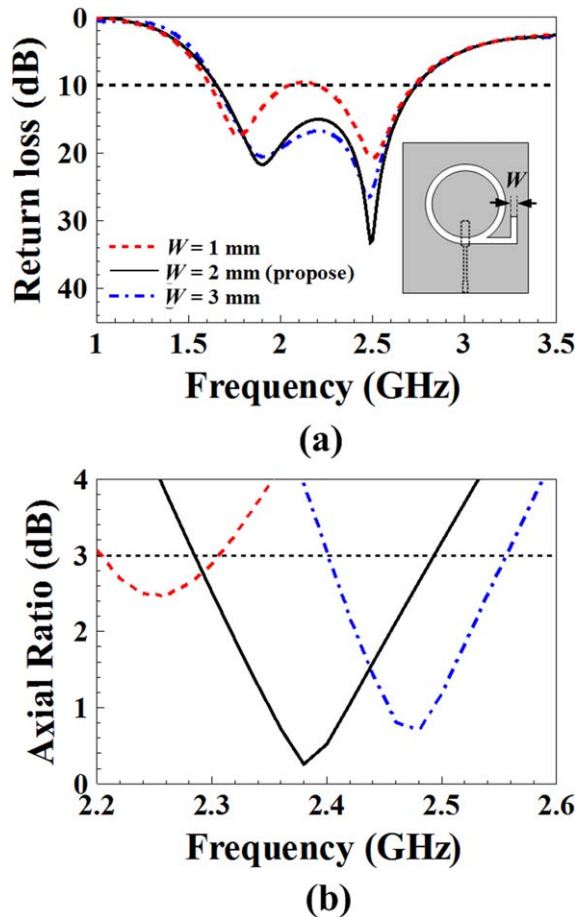 0
10
20
30
40
Return loss (dB)
W
W = 1 mm
W = 2 mm (propose)
W = 3 mm
1
1.5
2
2.5
3
3.5
Frequency (GHz)
(a)
4
3
2
1
0
Axial Ratio (dB)
2.2
2.3
2.4
2.5
2.6
Frequency (GHz)
(b)